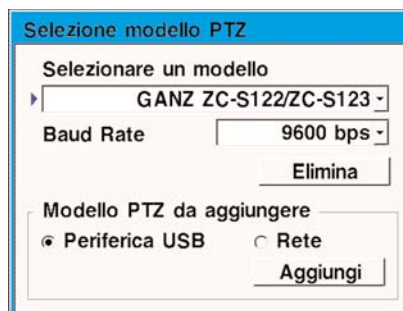 Selezione modello PTZ
Selezionare un modello
GANZ ZC-S122/ZC-S123
Baud Rate 9600 bps
Elimina
Modello PTZ da aggiungere
Periferica USB Rete
Aggiungi